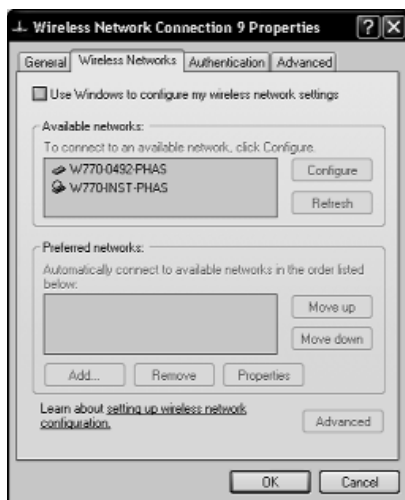 Wireless Network Connection 9 Properties
General Wireless Networks Authentication Advanced
Use Windows to configure my wireless network settings
Available networks:
To connect to an available network, click Configure.
W770-0492-PHAS
Configure
W770-INST-PHAS
Refresh
Preferred networks:
Automatically connect to available networks in the order listed
below:
Move up
Move down
Add... Remove Properties
Learn about setting up wireless network
configuration.
Advanced
OK Cancel